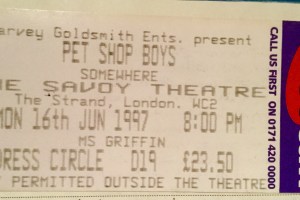 arvey Goldsmith Ents. present
PET SHOP BOYS
SOMEWHERE
E SAVOY THEATRE
The Strand, London. WC2
MON 16th JUN 1997 8:00 PM
MS GRIFFIN
DRESS CIRCLE D19 £23.50
PERMITTED OUTSIDE THE THEATRE
CALL US FIRST
ON 0171 420 0000